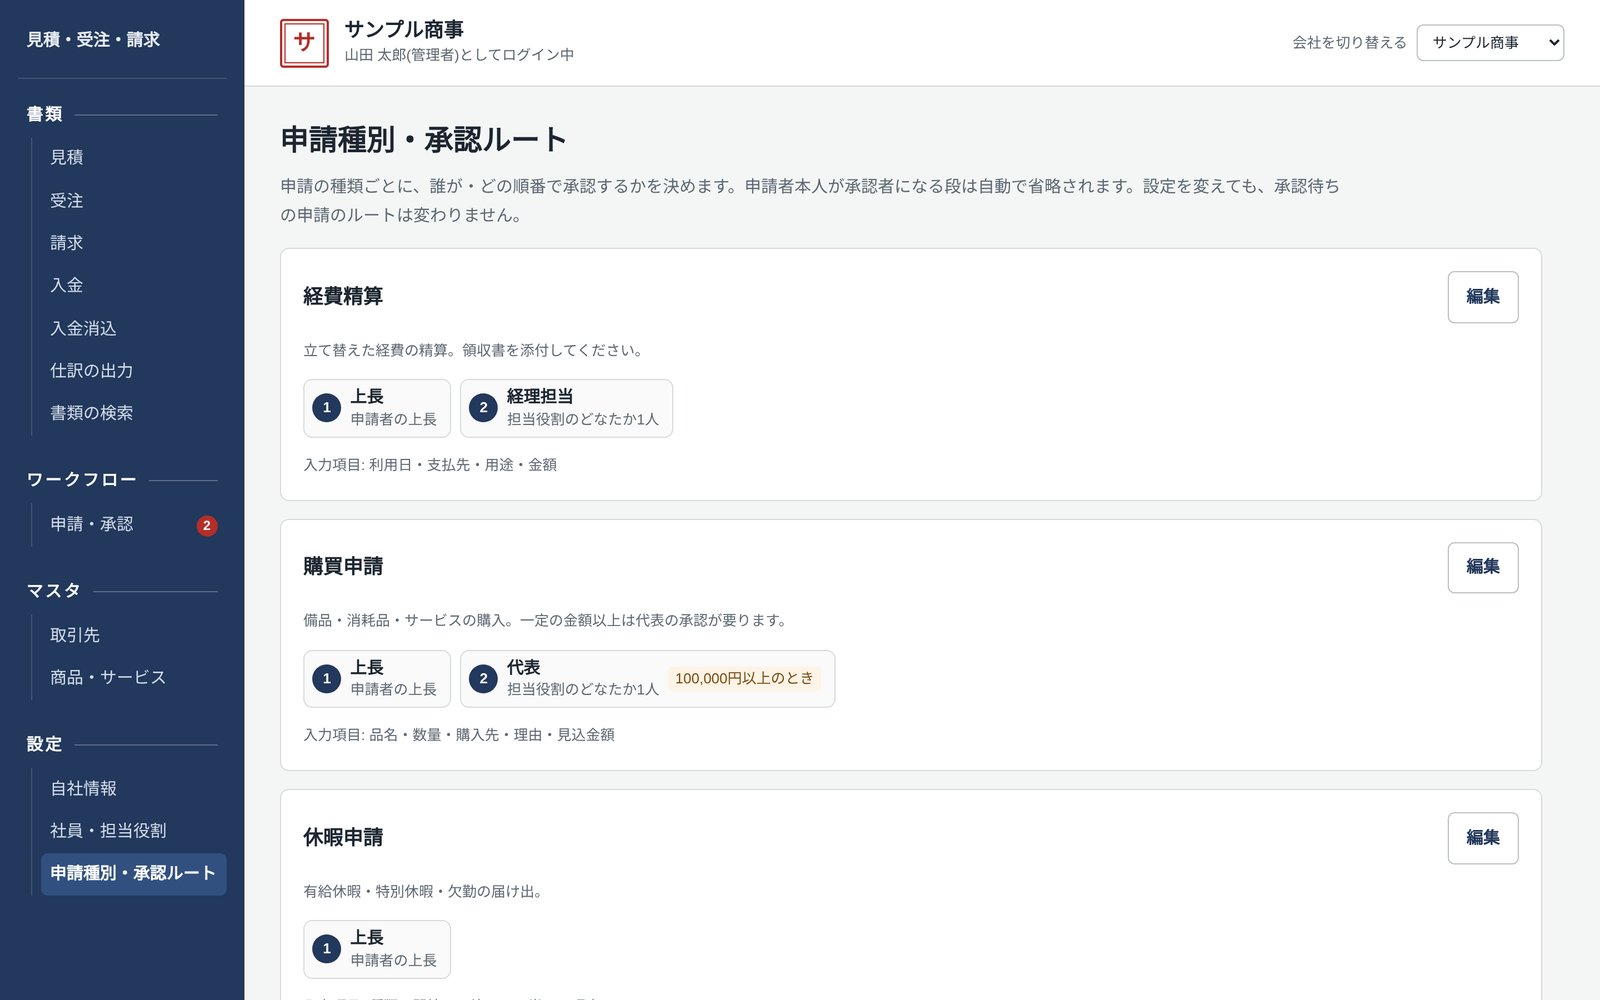 見積・受注・請求
書類
見積
受注
請求
入金
入金消込
仕訳の出力
書類の検索
ワークフロー
申請・承認
2
マスタ
取引先
商品・サービス
設定
自社情報
社員・担当役割
申請種別・承認ルート
サ
サンプル商事
山田 太郎(管理者)としてログイン中
会社を切り替える
サンプル商事
申請種別・承認ルート
申請の種類ごとに、誰が・どの順番で承認するかを決めます。申請者本人が承認者になる段は自動で省略されます。設定を変えても、承認待ち
の申請のルートは変わりません。
経費精算
編集
立て替えた経費の精算。領収書を添付してください。
1
上長
申請者の上長
2
経理担当
担当役割のどなたか1人
入力項目: 利用日・支払先・用途・金額
購買申請
編集
備品・消耗品・サービスの購入。一定の金額以上は代表の承認が要ります。
1
上長
申請者の上長
2
代表
担当役割のどなたか1人
100,000円以上のとき
入力項目: 品名・数量・購入先・理由・見込金額
休暇申請
編集
有給休暇・特別休暇・欠勤の届け出。
1
上長
申請者の上長